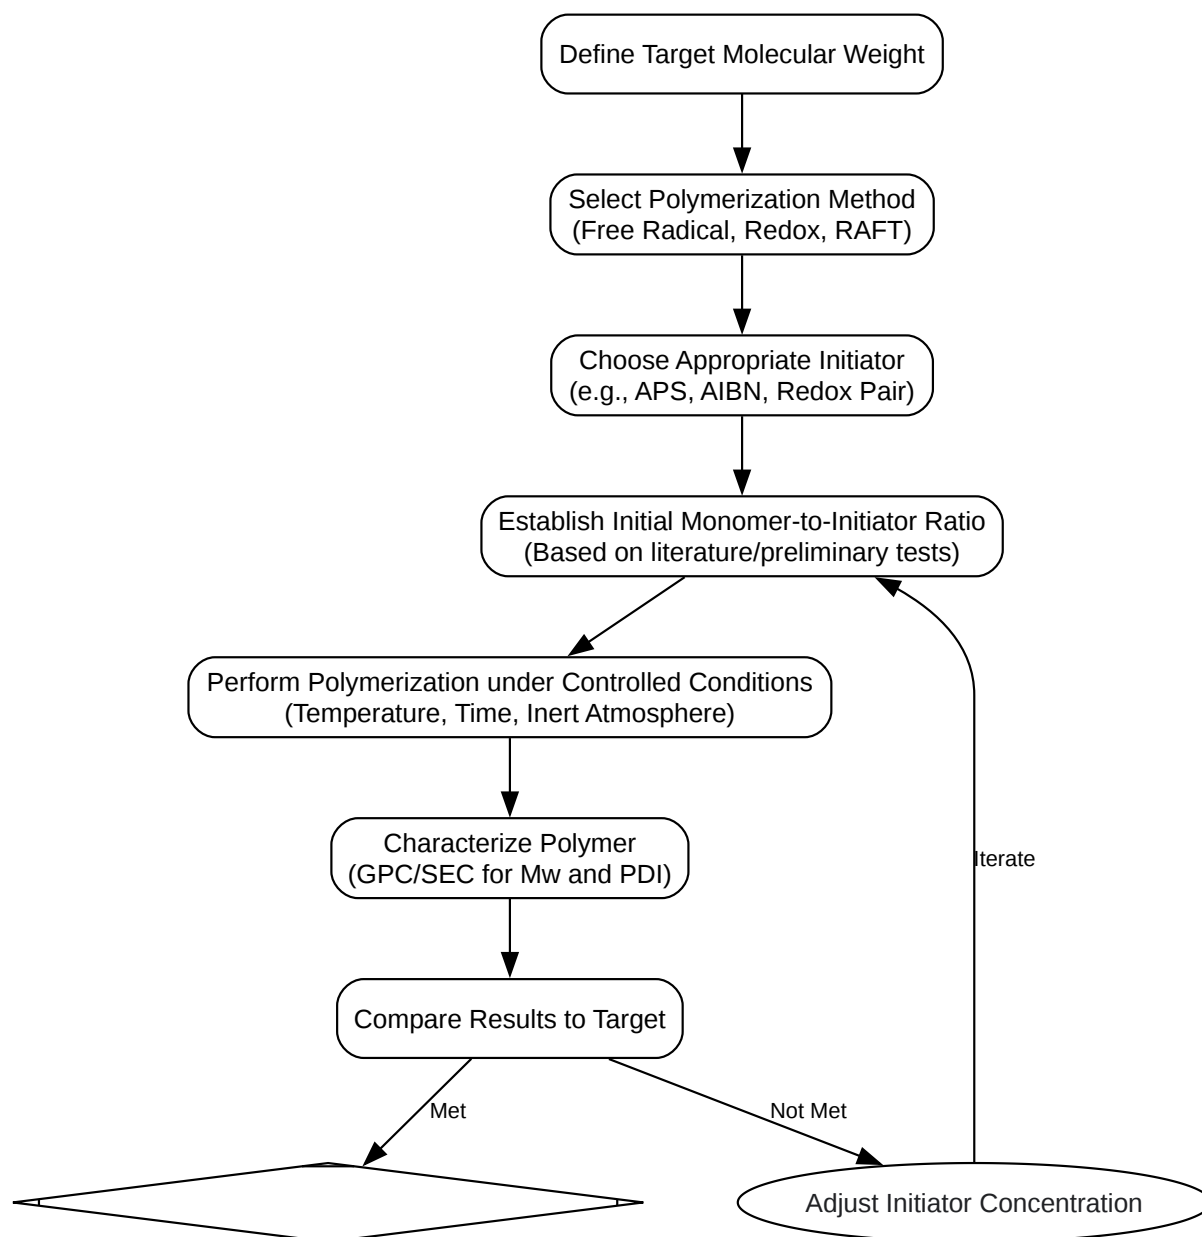 Define Target Molecular Weight
Select Polymerization Method
(Free Radical, Redox, RAFT)
Choose Appropriate Initiator
(e.g., APS, AIBN, Redox Pair)
Establish Initial Monomer-to-Initiator Ratio
(Based on literature/preliminary tests)
Perform Polymerization under Controlled Conditions
(Temperature, Time, Inert Atmosphere)
Characterize Polymer
(GPC/SEC for Mw and PDI)
Iterate
Compare Results to Target
Met
Not Met
Adjust Initiator Concentration